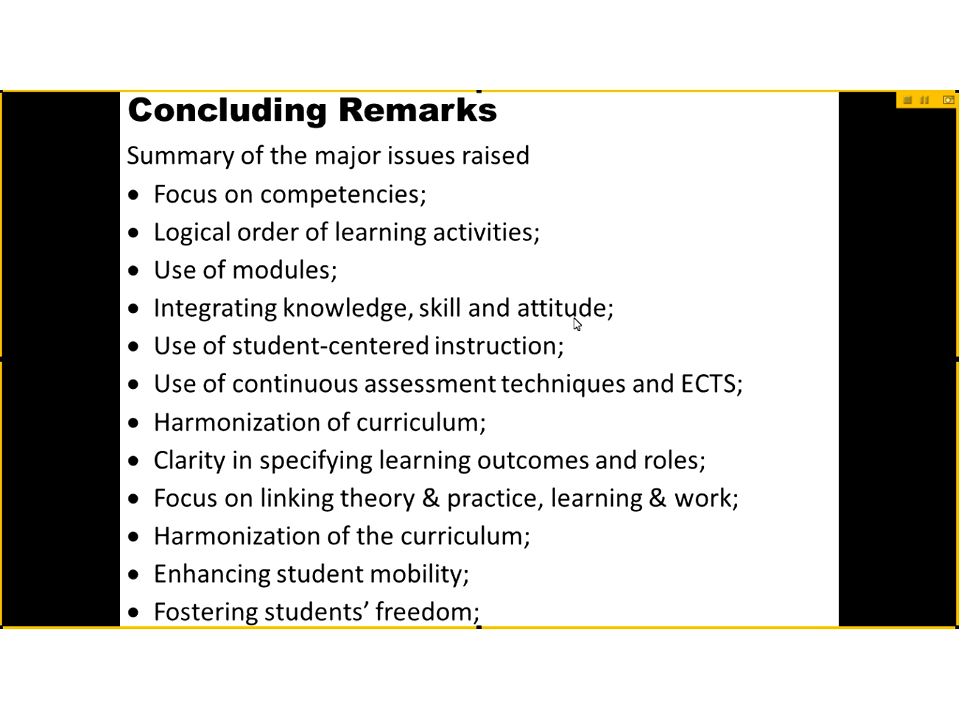 Concluding Remarks
Summary of the major issues raised
• Focus on competencies;
• Logical order of learning activities;
• Use of modules;
• Integrating knowledge, skill and attitude;
• Use of student-centered instruction;
• Use of continuous assessment techniques and ECTS;
• Harmonization of curriculum;
• Clarity in specifying learning outcomes and roles;
• Focus on linking theory & practice, learning & work;
• Harmonization of the curriculum;
• Enhancing student mobility;
• Fostering students’ freedom;